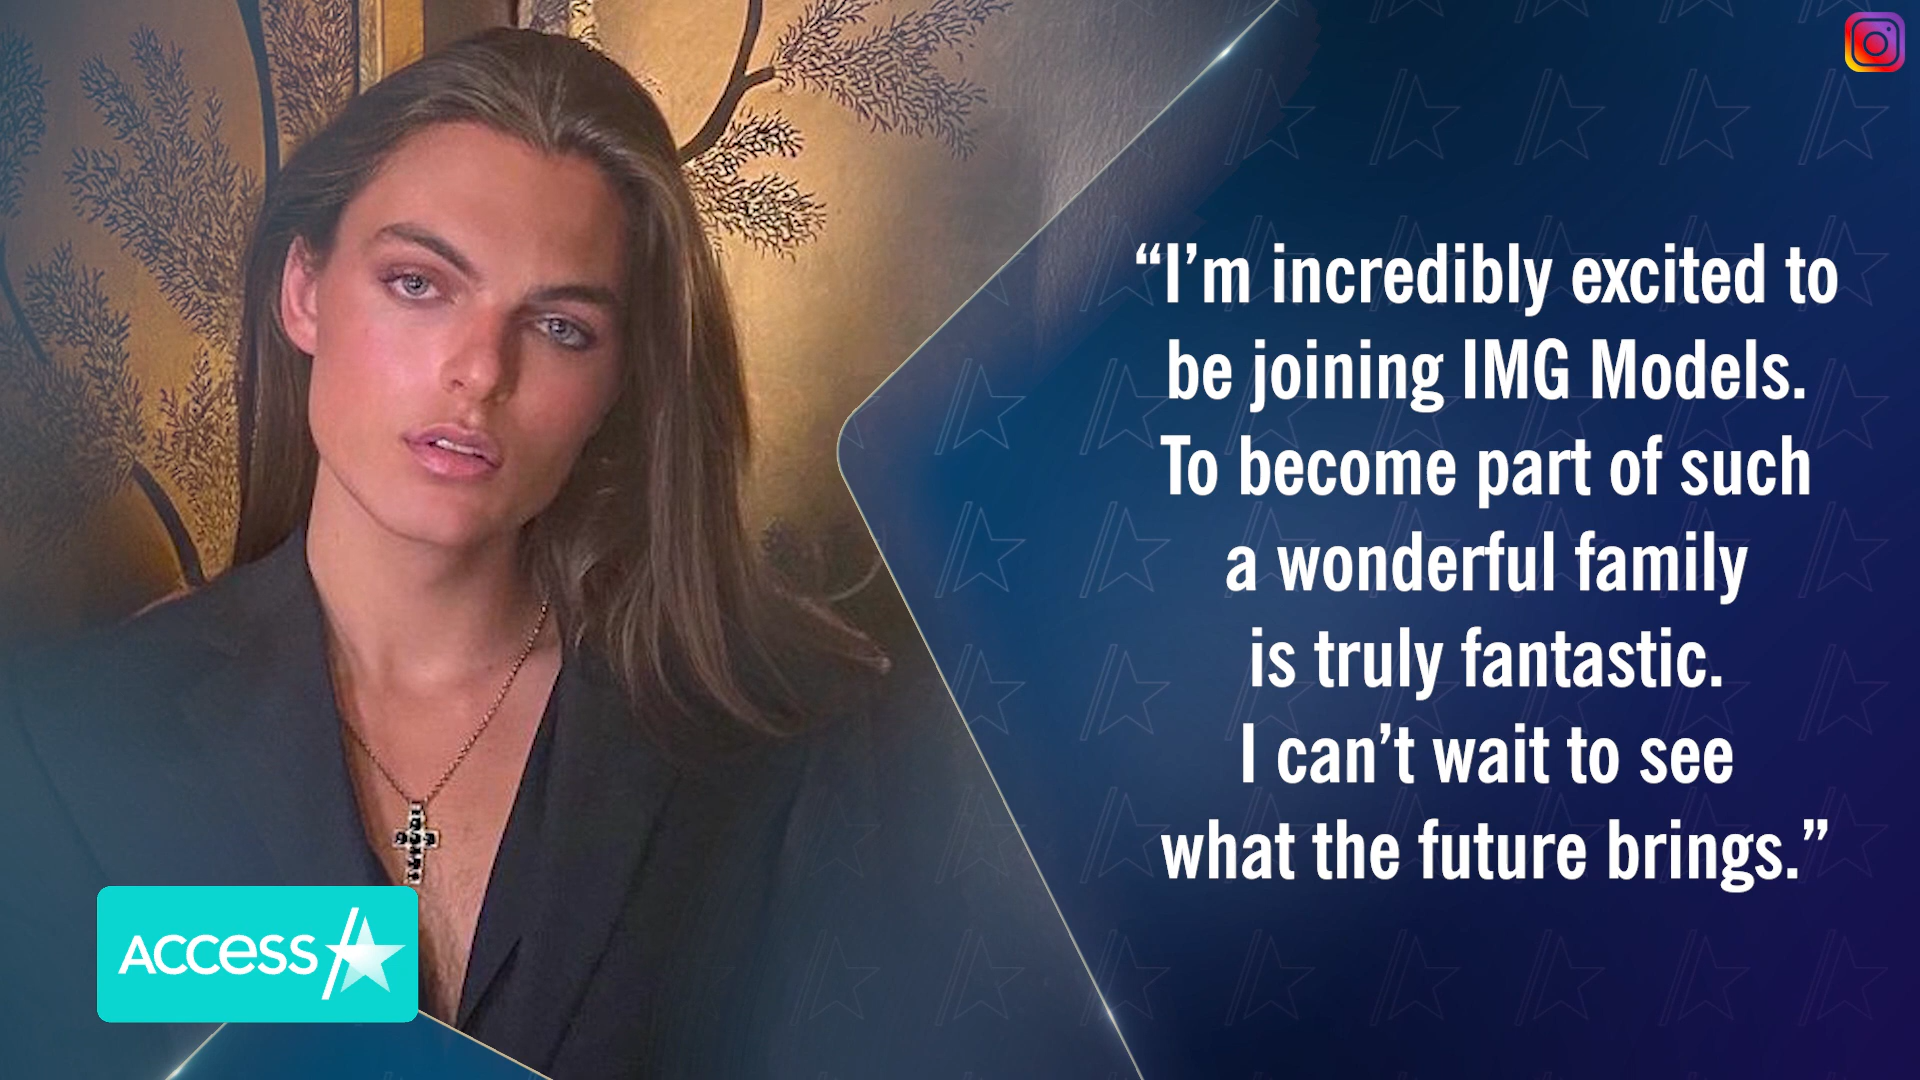 “I’m incredibly excited to
be joining IMG Models.
To become part of such
a wonderful family
is truly fantastic.
I can’t wait to see
what the future brings.”
ACCESS